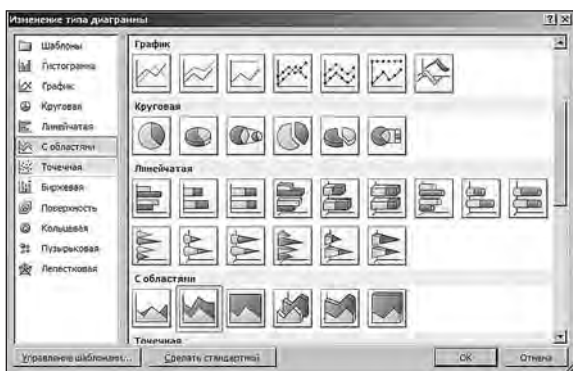 Изменение типа диаграммы
Шаблоны
Гистограмма
График
Круговая
Линейчатая
С областями
Точечная
Биржевая
Поверхность
Кольцевая
Пузырьковая
Лепестковая
График
Круговая
Линейчатая
С областями
Точечная
Управление шаблонами...
Сделать стандартной
ОК
Отмена